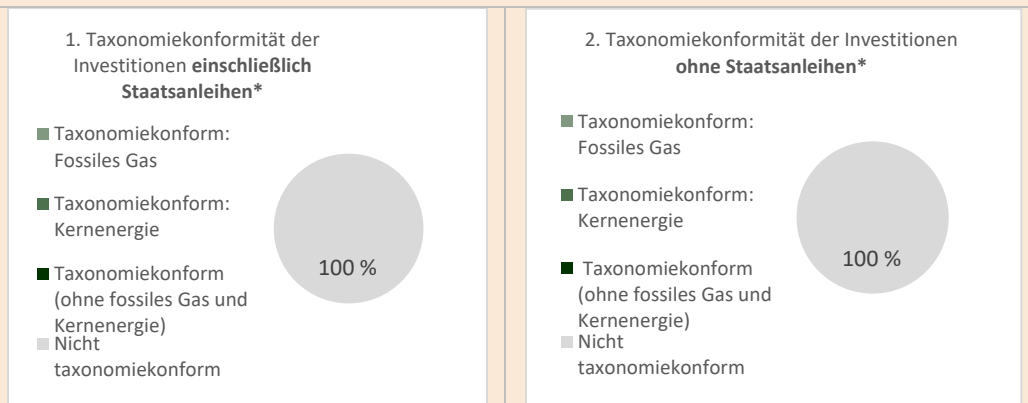 1. Taxonomiekonformität der
Investitionen einschließlich
Staatsanleihen*
Taxonomiekonform:
Fossiles Gas
Taxonomiekonform:
Kernenergie
Taxonomiekonform
(ohne fossiles Gas und
Kernenergie)
Nicht
taxonomiekonform
100 %
2. Taxonomiekonformität der Investitionen
ohne Staatsanleihen*
Taxonomiekonform:
Fossiles Gas
Taxonomiekonform:
Kernenergie
Taxonomiekonform
(ohne fossiles Gas und
Kernenergie)
Nicht
taxonomiekonform
100 %